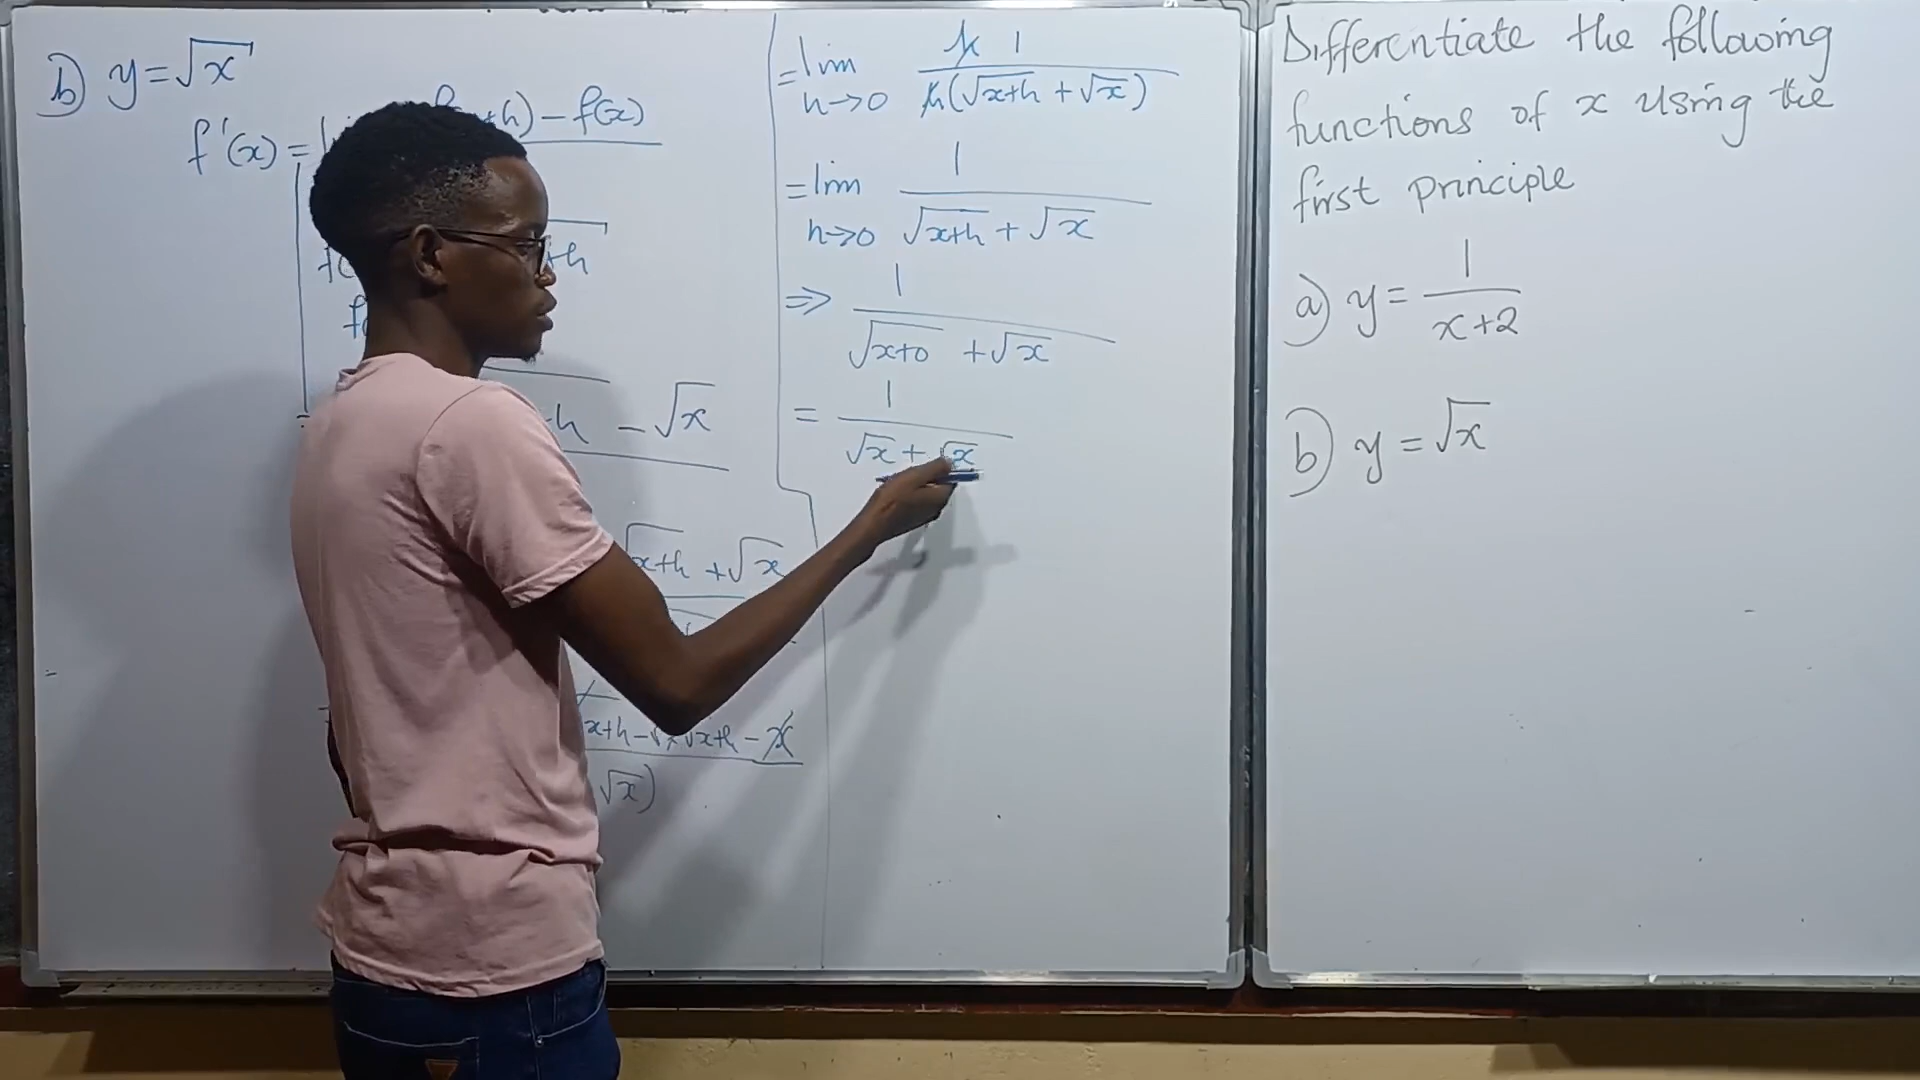 b) y = √x
f'(x) = +h) - f(x)
+h
- √x
√x+h + √x
x+h - √x√x+h - x
√x)
= lim h 1
h→0 h(√x+h + √x)
= lim 1
h→0 √x+h + √x
⇒ 1
√x+0 + √x
= 1
√x + √x
Differentiate the following
functions of x using the
first principle
a) y = 1
x+2
b) y = √x